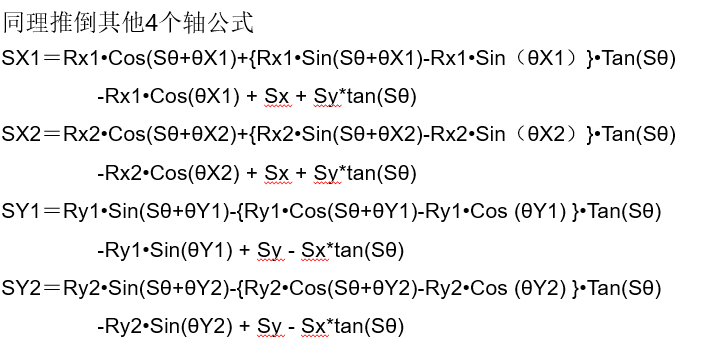 同理推倒其他4个轴公式
SX1＝Rx1•Cos(Sθ+θX1)+{Rx1•Sin(Sθ+θX1)-Rx1•Sin（θX1）}•Tan(Sθ)
-Rx1•Cos(θX1) + Sx + Sy*tan(Sθ)
SX2＝Rx2•Cos(Sθ+θX2)+{Rx2•Sin(Sθ+θX2)-Rx2•Sin（θX2）}•Tan(Sθ)
-Rx2•Cos(θX2) + Sx + Sy*tan(Sθ)
SY1＝Ry1•Sin(Sθ+θY1)-{Ry1•Cos(Sθ+θY1)-Ry1•Cos (θY1) }•Tan(Sθ)
-Ry1•Sin(θY1) + Sy - Sx*tan(Sθ)
SY2＝Ry2•Sin(Sθ+θY2)-{Ry2•Cos(Sθ+θY2)-Ry2•Cos (θY2) }•Tan(Sθ)
-Ry2•Sin(θY2) + Sy - Sx*tan(Sθ)